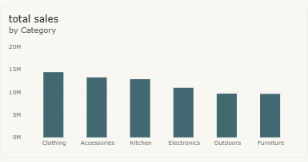 total sales
by Category
20M
15M
10M
5M
0M
Clothing Accessories Kitchen Electronics Outdoors Furniture